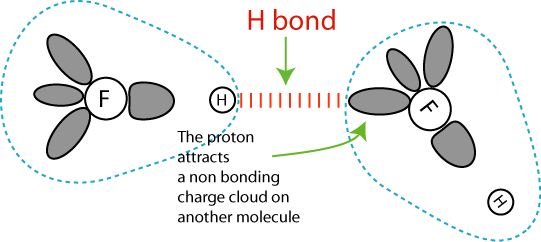 H bond
F
H
F
The proton
attracts
a non bonding
charge cloud on
another molecule
H